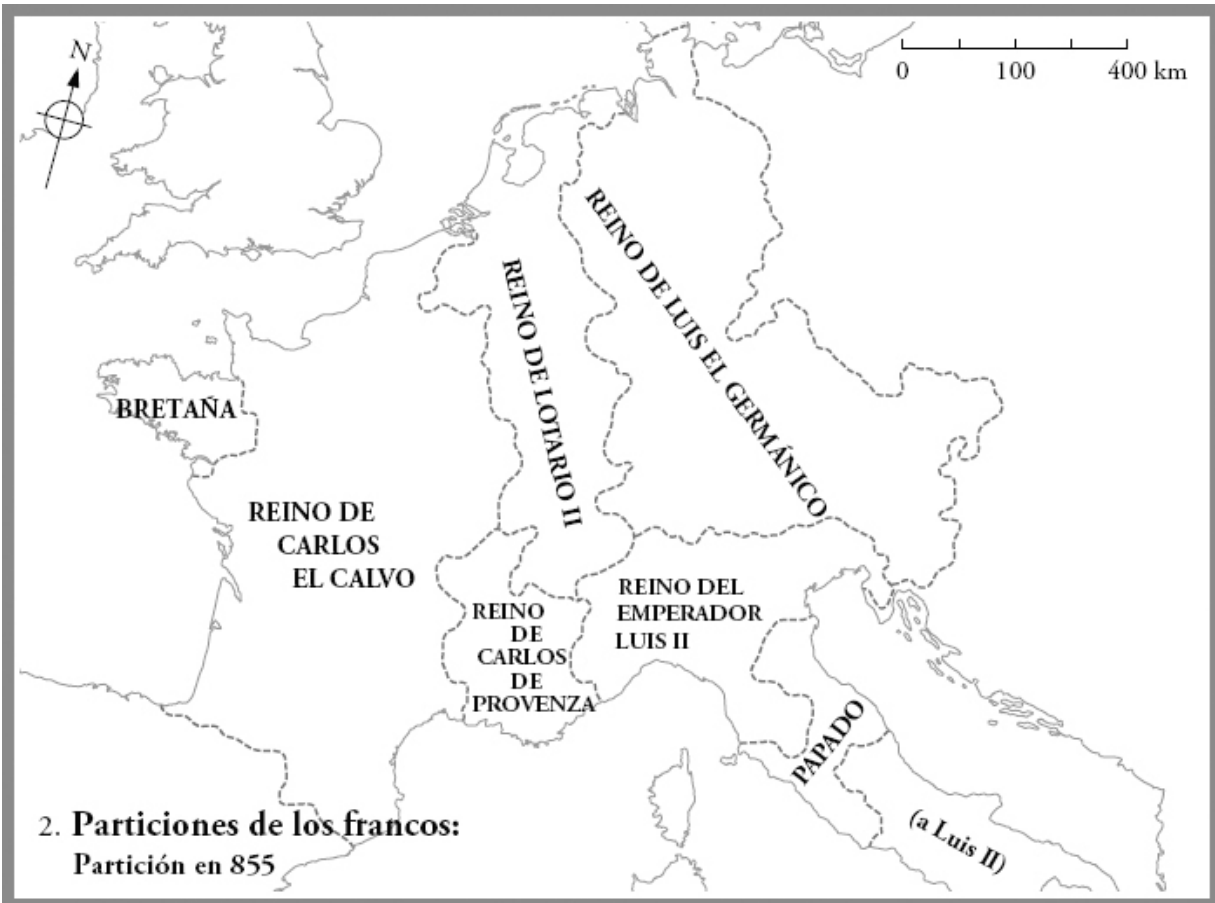 N
0 100 400 km
REINO DE LOTARIO II
REINO DE LUIS EL GERMÁNICO
BRETAÑA
REINO DE
CARLOS
EL CALVO
REINO
DE
CARLOS
DE
PROVENZA
REINO DEL
EMPERADOR
LUIS II
PAPADO
(a Luis II)
2. Particiones de los francos:
Partición en 855